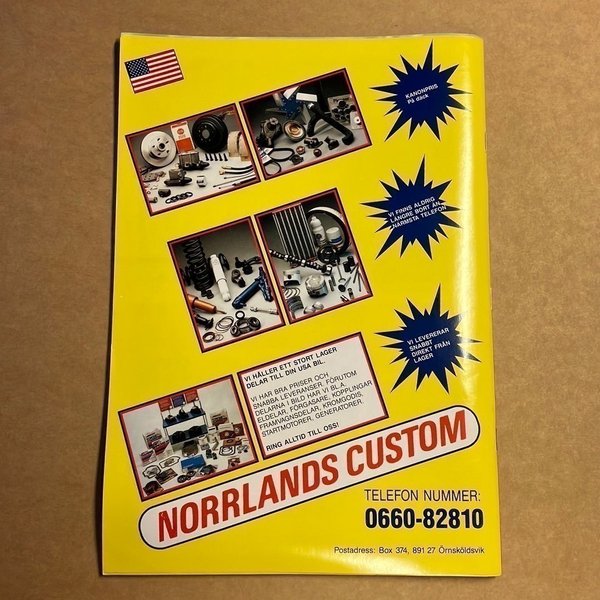 KANONPRIS
På däck
VI FINNS ALDRIG
LÄNGRE BORT ÄN
NÄRMSTA TELEFON
VI LEVERERAR
SNABBT
DIREKT FRÅN
LAGER
VI HÅLLER ETT STORT LAGER
DELAR TILL DIN USA BIL.
VI HAR BRA PRISER OCH
SNABBA LEVERANSER. FÖRUTOM
DELARNA I BILD HAR VI BL.A.
ELDELAR, FÖRGASARE, KOPPLINGAR
FRAMVAGNSDELAR, KROMGODIS,
STARTMOTORER, GENERATORER.
RING ALLTID TILL OSS!
NORRLANDS CUSTOM
TELEFON NUMMER:
0660-82810
Postadress: Box 374, 891 27 Örnsköldsvik